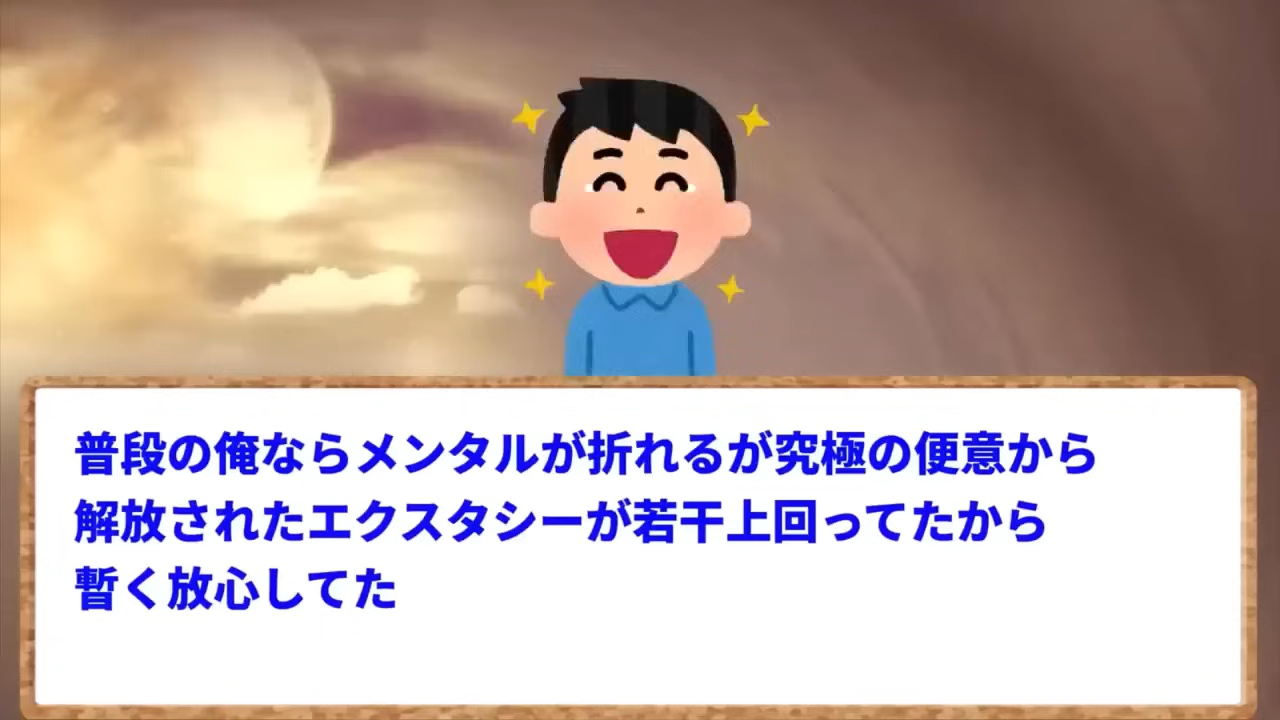 普段の俺ならメンタルが折れるが究極の便意から
解放されたエクスタシーが若干上回ってたから
暫く放心してた